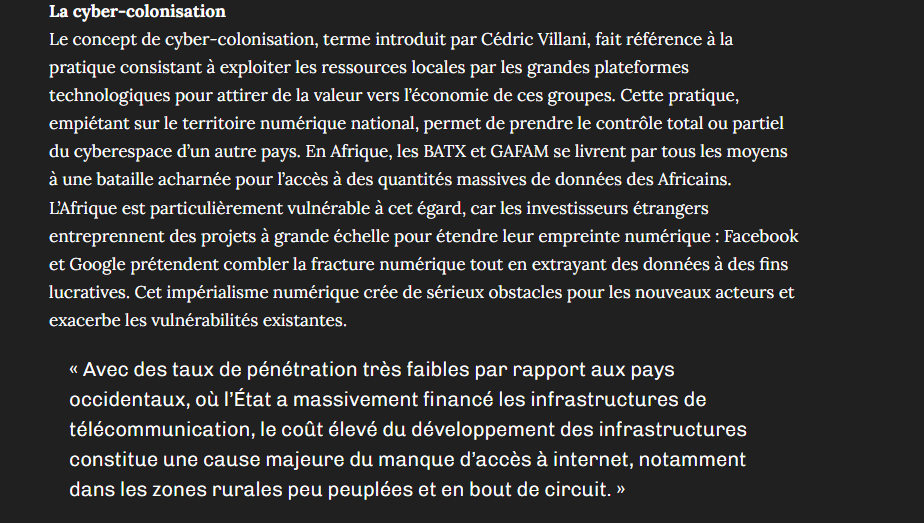 La cyber-colonisation
Le concept de cyber-colonisation, terme introduit par Cédric Villani, fait référence à la
pratique consistant à exploiter les ressources locales par les grandes plateformes
technologiques pour attirer de la valeur vers l’économie de ces groupes. Cette pratique,
empiétant sur le territoire numérique national, permet de prendre le contrôle total ou partiel
du cyberespace d’un autre pays. En Afrique, les BATX et GAFAM se livrent par tous les moyens
à une bataille acharnée pour l’accès à des quantités massives de données des Africains.
L’Afrique est particulièrement vulnérable à cet égard, car les investisseurs étrangers
entreprennent des projets à grande échelle pour étendre leur empreinte numérique : Facebook
et Google prétendent combler la fracture numérique tout en extrayant des données à des fins
lucratives. Cet impérialisme numérique crée de sérieux obstacles pour les nouveaux acteurs et
exacerbe les vulnérabilités existantes.
« Avec des taux de pénétration très faibles par rapport aux pays
occidentaux, où l’État a massivement financé les infrastructures de
télécommunication, le coût élevé du développement des infrastructures
constitue une cause majeure du manque d’accès à internet, notamment
dans les zones rurales peu peuplées et en bout de circuit. »